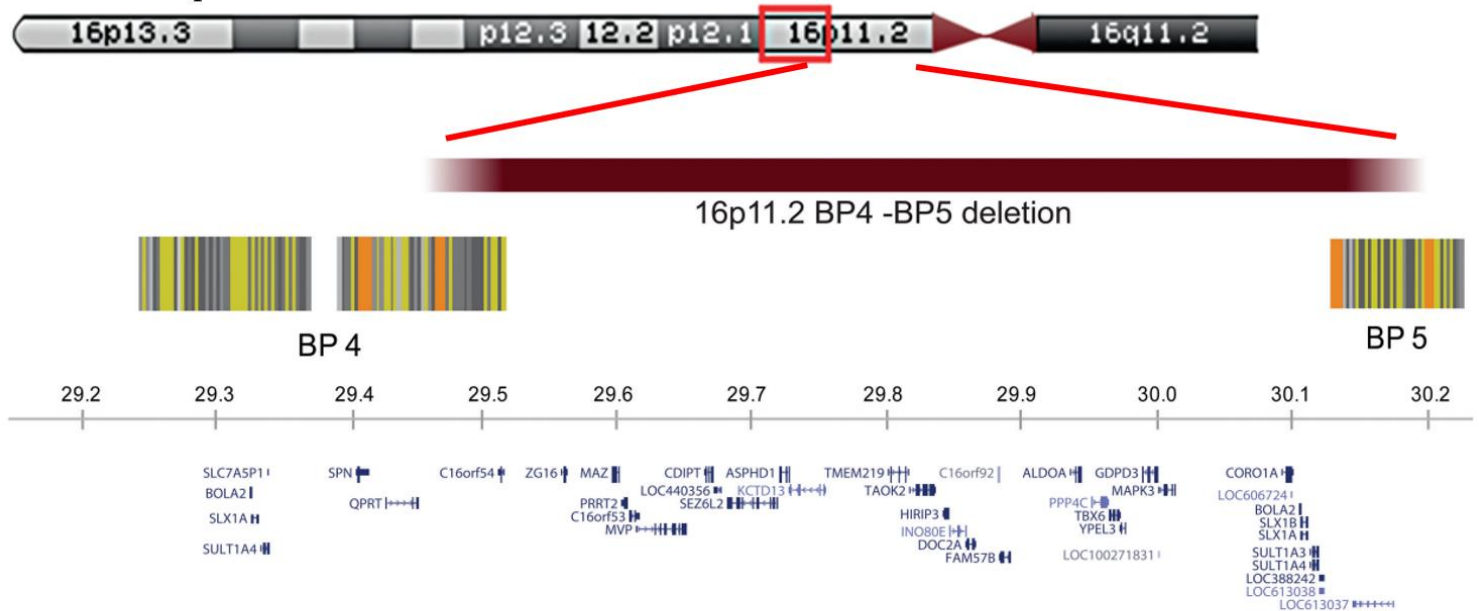 16p13.3 p12.3 12.2 p12.1 16p11.2 16q11.2
16p11.2 BP4 -BP5 deletion
BP 4
BP 5
29.2 29.3 29.4 29.5 29.6 29.7 29.8 29.9 30.0 30.1 30.2
SLC7A5P1 SPN C16orf54 ZG16 MAZ CDIPT ASPHD1 TMEM219 C16orf92 ALDOA GDPD3 CORO1A
BOLA2 LOC440356 KCTD13 TAOK2 MAPK3 LOC606724
QPRT PRRT2 SEZ6L2 PPP4C BOLA2
SLX1A C16orf53 HIRIP3 TBX6 SLX1B
MVP INO80E YPEL3 SLX1A
SULT1A4 DOC2A SULT1A3
FAM57B LOC100271831 SULT1A4
LOC388242
LOC613038
LOC613037